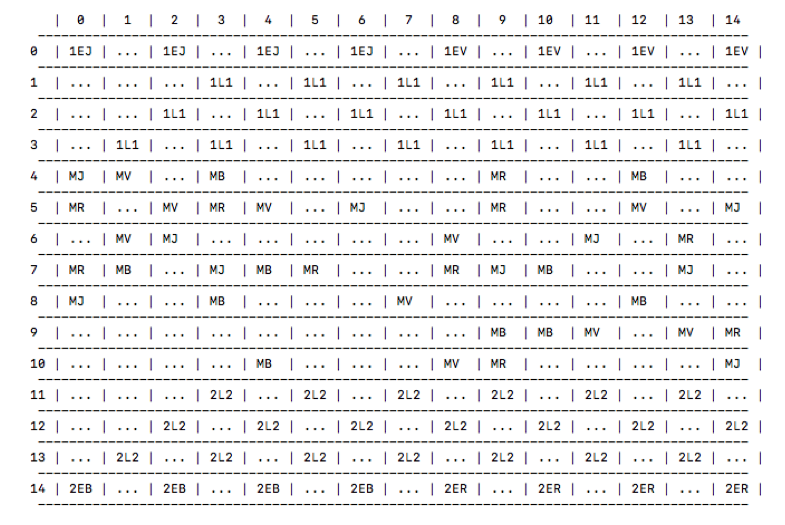 | 0 | 1 | 2 | 3 | 4 | 5 | 6 | 7 | 8 | 9 | 10 | 11 | 12 | 13 | 14
0 | 1EJ | ... | 1EJ | ... | 1EJ | ... | 1EJ | ... | 1EV | ... | 1EV | ... | 1EV | ... | 1EV |
1 | ... | ... | ... | 1L1 | ... | 1L1 | ... | 1L1 | ... | 1L1 | ... | 1L1 | ... | 1L1 | ... |
2 | ... | ... | 1L1 | ... | 1L1 | ... | 1L1 | ... | 1L1 | ... | 1L1 | ... | 1L1 | ... | 1L1 |
3 | ... | 1L1 | ... | 1L1 | ... | 1L1 | ... | 1L1 | ... | 1L1 | ... | 1L1 | ... | 1L1 | ... |
4 | MJ | MV | ... | MB | ... | ... | ... | ... | ... | MR | ... | ... | MB | ... | ... |
5 | MR | ... | MV | MR | MV | ... | MJ | ... | ... | MR | ... | ... | MV | ... | MJ |
6 | ... | MV | MJ | ... | ... | ... | ... | ... | MV | ... | ... | MJ | ... | MR | ... |
7 | MR | MB | ... | MJ | MB | MR | ... | ... | MR | MJ | MB | ... | ... | MJ | ... |
8 | MJ | ... | ... | MB | ... | ... | ... | MV | ... | ... | ... | ... | MB | ... | ... |
9 | ... | ... | ... | ... | ... | ... | ... | ... | ... | MB | MB | MV | ... | MV | MR |
10 | ... | ... | ... | ... | MB | ... | ... | ... | MV | MR | ... | ... | ... | ... | MJ |
11 | ... | ... | ... | 2L2 | ... | 2L2 | ... | 2L2 | ... | 2L2 | ... | 2L2 | ... | 2L2 | ... |
12 | ... | ... | 2L2 | ... | 2L2 | ... | 2L2 | ... | 2L2 | ... | 2L2 | ... | 2L2 | ... | 2L2 |
13 | ... | 2L2 | ... | 2L2 | ... | 2L2 | ... | 2L2 | ... | 2L2 | ... | 2L2 | ... | 2L2 | ... |
14 | 2EB | ... | 2EB | ... | 2EB | ... | 2EB | ... | 2ER | ... | 2ER | ... | 2ER | ... | 2ER |